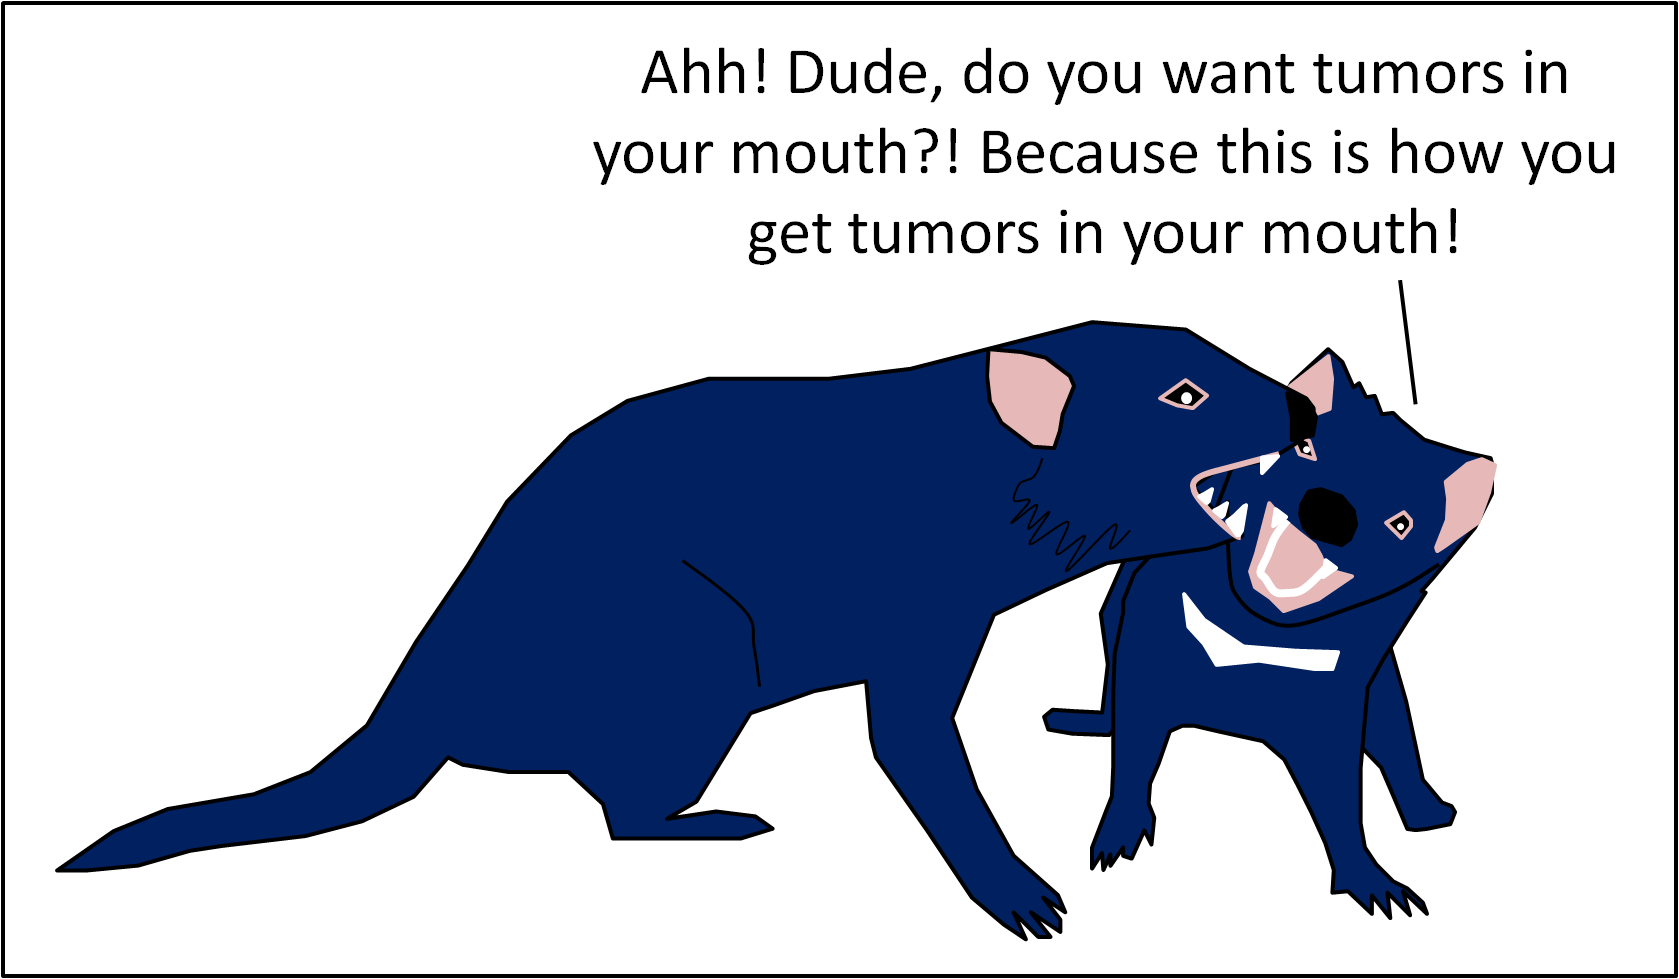 Ahh! Dude, do you want tumors in
your mouth?! Because this is how you
get tumors in your mouth!